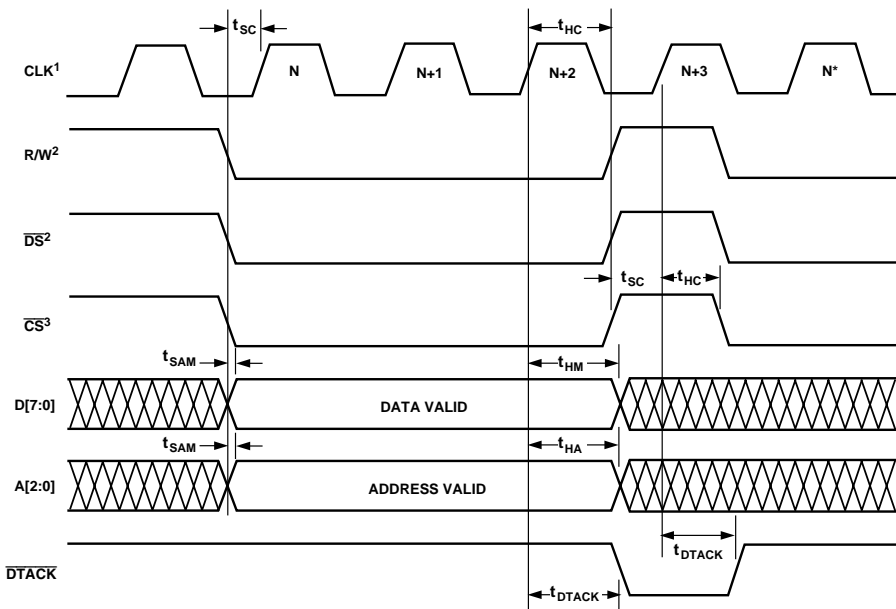 tSC tHC
CLK¹ N N+1 N+2 N+3 N*
R/W²
DS²
tSC tHC
CS³
tSAM tHM
D[7:0] DATA VALID
tSAM tHA
A[2:0] ADDRESS VALID
tDTACK
DTACK
tDTACK